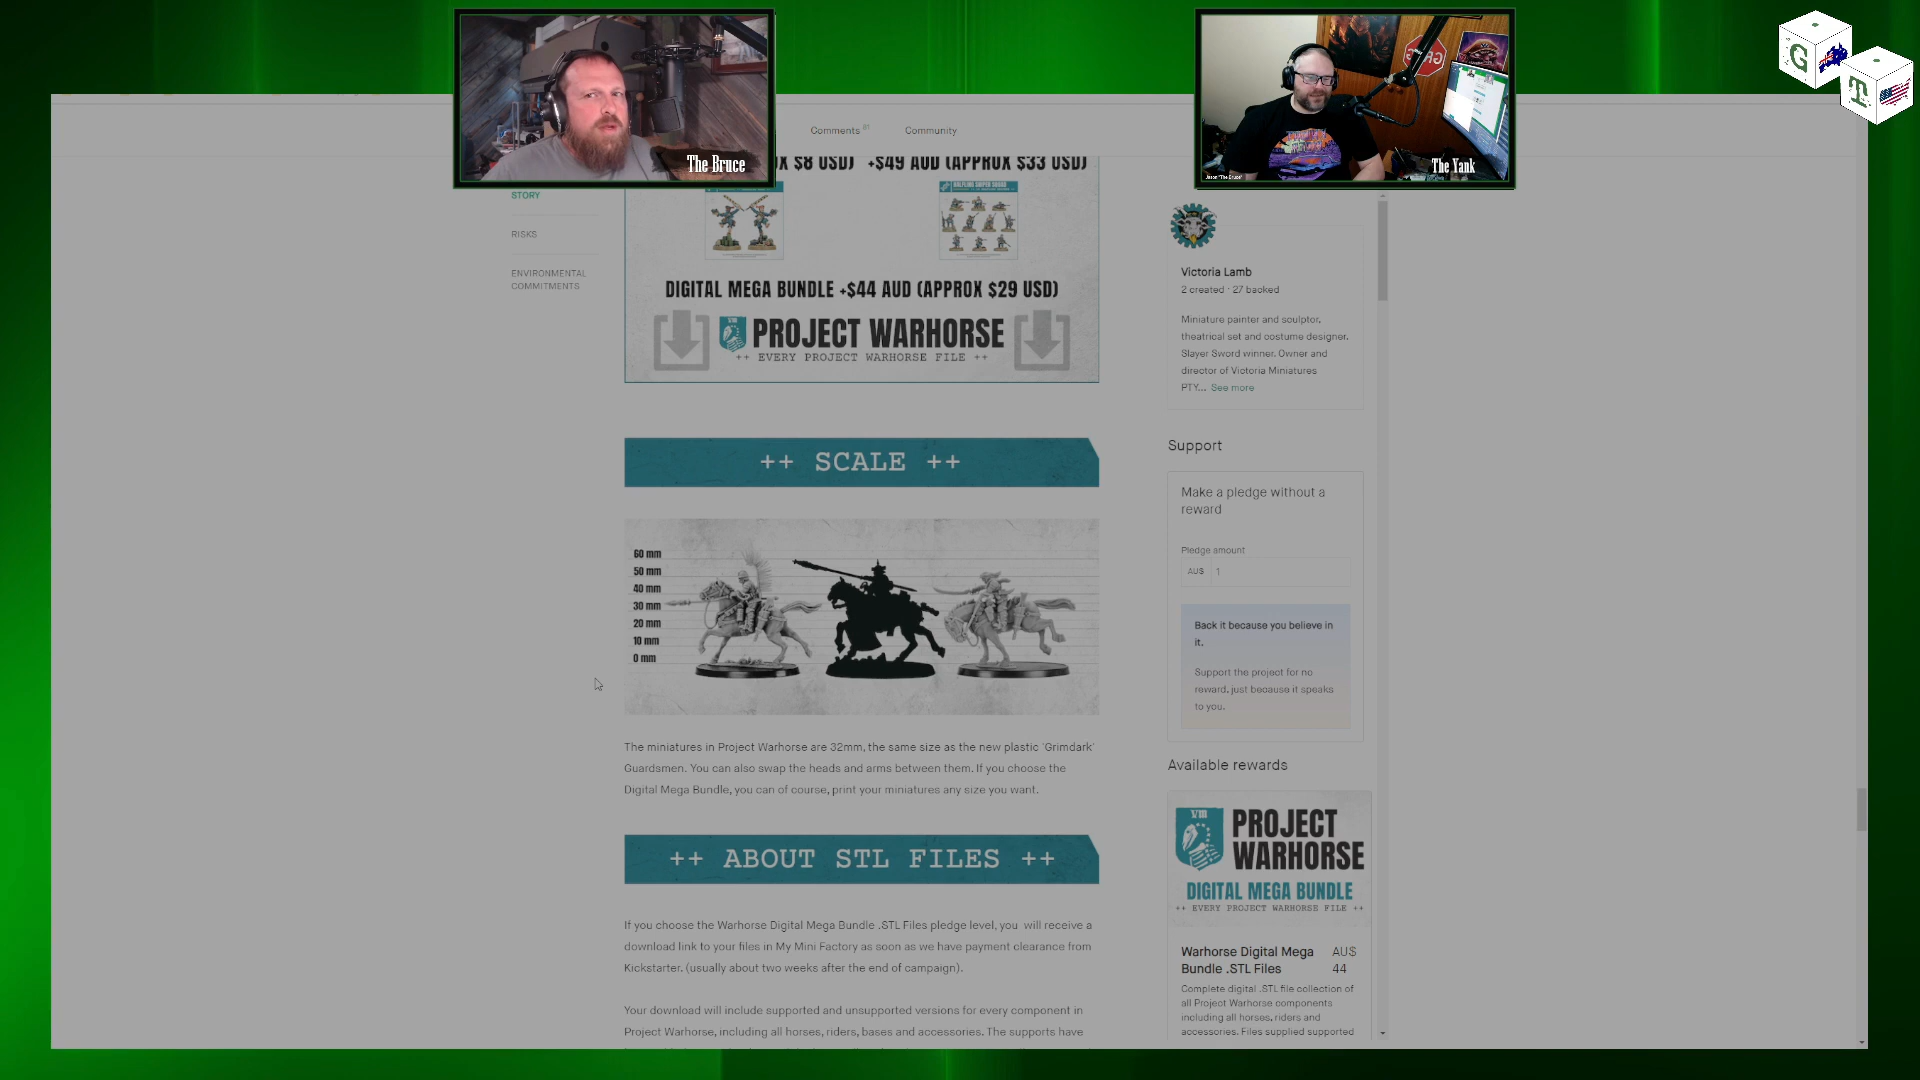 The Bruce
The Yank
Jason "The Bruce"
G
T
Comments
Community
X $8 USD) +$49 AUD (APPROX $33 USD)
STORY
RISKS
ENVIRONMENTAL
COMMITMENTS
DIGITAL MEGA BUNDLE +$44 AUD (APPROX $29 USD)
PROJECT WARHORSE
++ EVERY PROJECT WARHORSE FILE ++
++ SCALE ++
60 mm
50 mm
40 mm
30 mm
20 mm
10 mm
0 mm
The miniatures in Project Warhorse are 32mm, the same size as the new plastic 'Grimdark'
Guardsmen. You can also swap the heads and arms between them. If you choose the
Digital Mega Bundle, you can of course, print your miniatures any size you want.
++ ABOUT STL FILES ++
If you choose the Warhorse Digital Mega Bundle .STL Files pledge level, you will receive a
download link to your files in My Mini Factory as soon as we have payment clearance from
Kickstarter. (usually about two weeks after the end of campaign).
Your download will include supported and unsupported versions for every component in
Project Warhorse, including all horses, riders, bases and accessories. The supports have
Victoria Lamb
2 created · 27 backed
Miniature painter and sculptor,
theatrical set and costume designer.
Slayer Sword winner. Owner and
director of Victoria Miniatures
PTY... See more
Support
Make a pledge without a
reward
Pledge amount
AU$ 1
Back it because you believe in
it.
Support the project for no
reward, just because it speaks
to you.
Available rewards
VIII
PROJECT
WARHORSE
DIGITAL MEGA BUNDLE
++ EVERY PROJECT WARHORSE FILE ++
Warhorse Digital Mega AU$
Bundle .STL Files 44
Complete digital .STL file collection of
all Project Warhorse components
including all horses, riders and
accessories. Files supplied supported